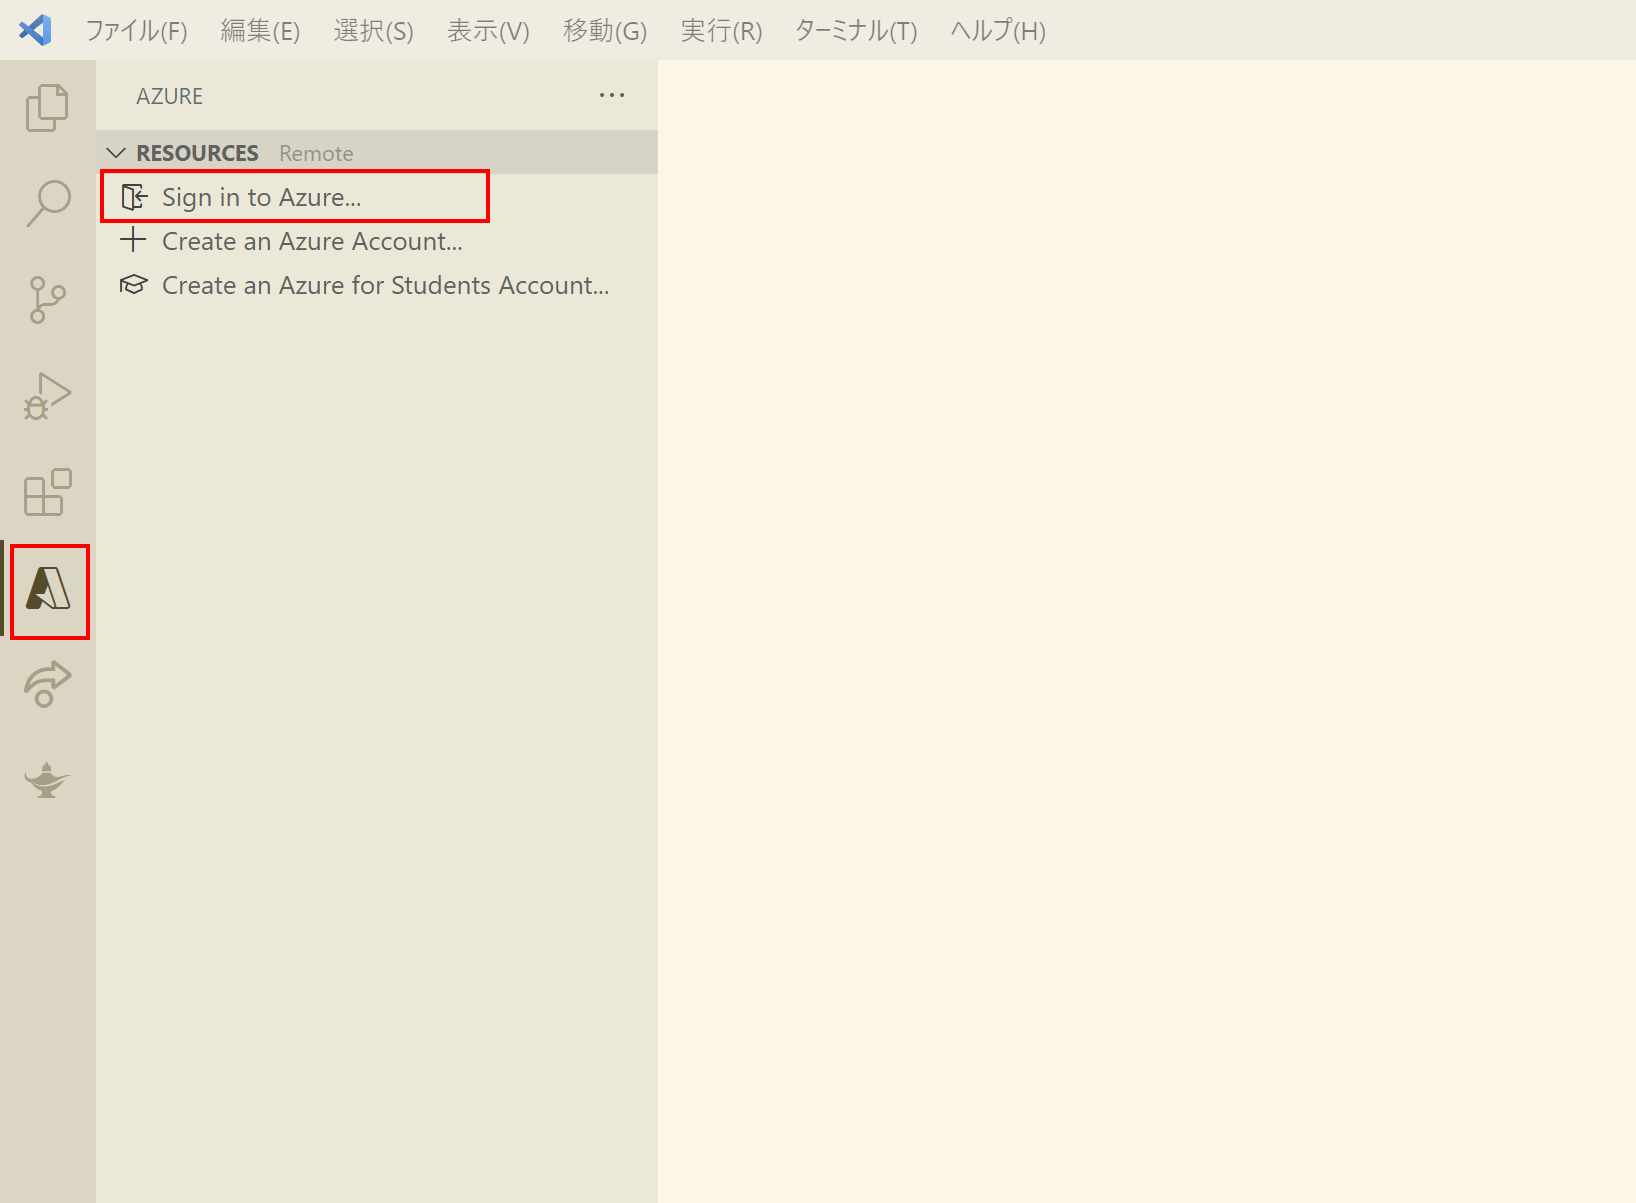 ファイル(F) 編集(E) 選択(S) 表示(V) 移動(G) 実行(R) ターミナル(T) ヘルプ(H)
AZURE
RESOURCES Remote
Sign in to Azure...
Create an Azure Account...
Create an Azure for Students Account...